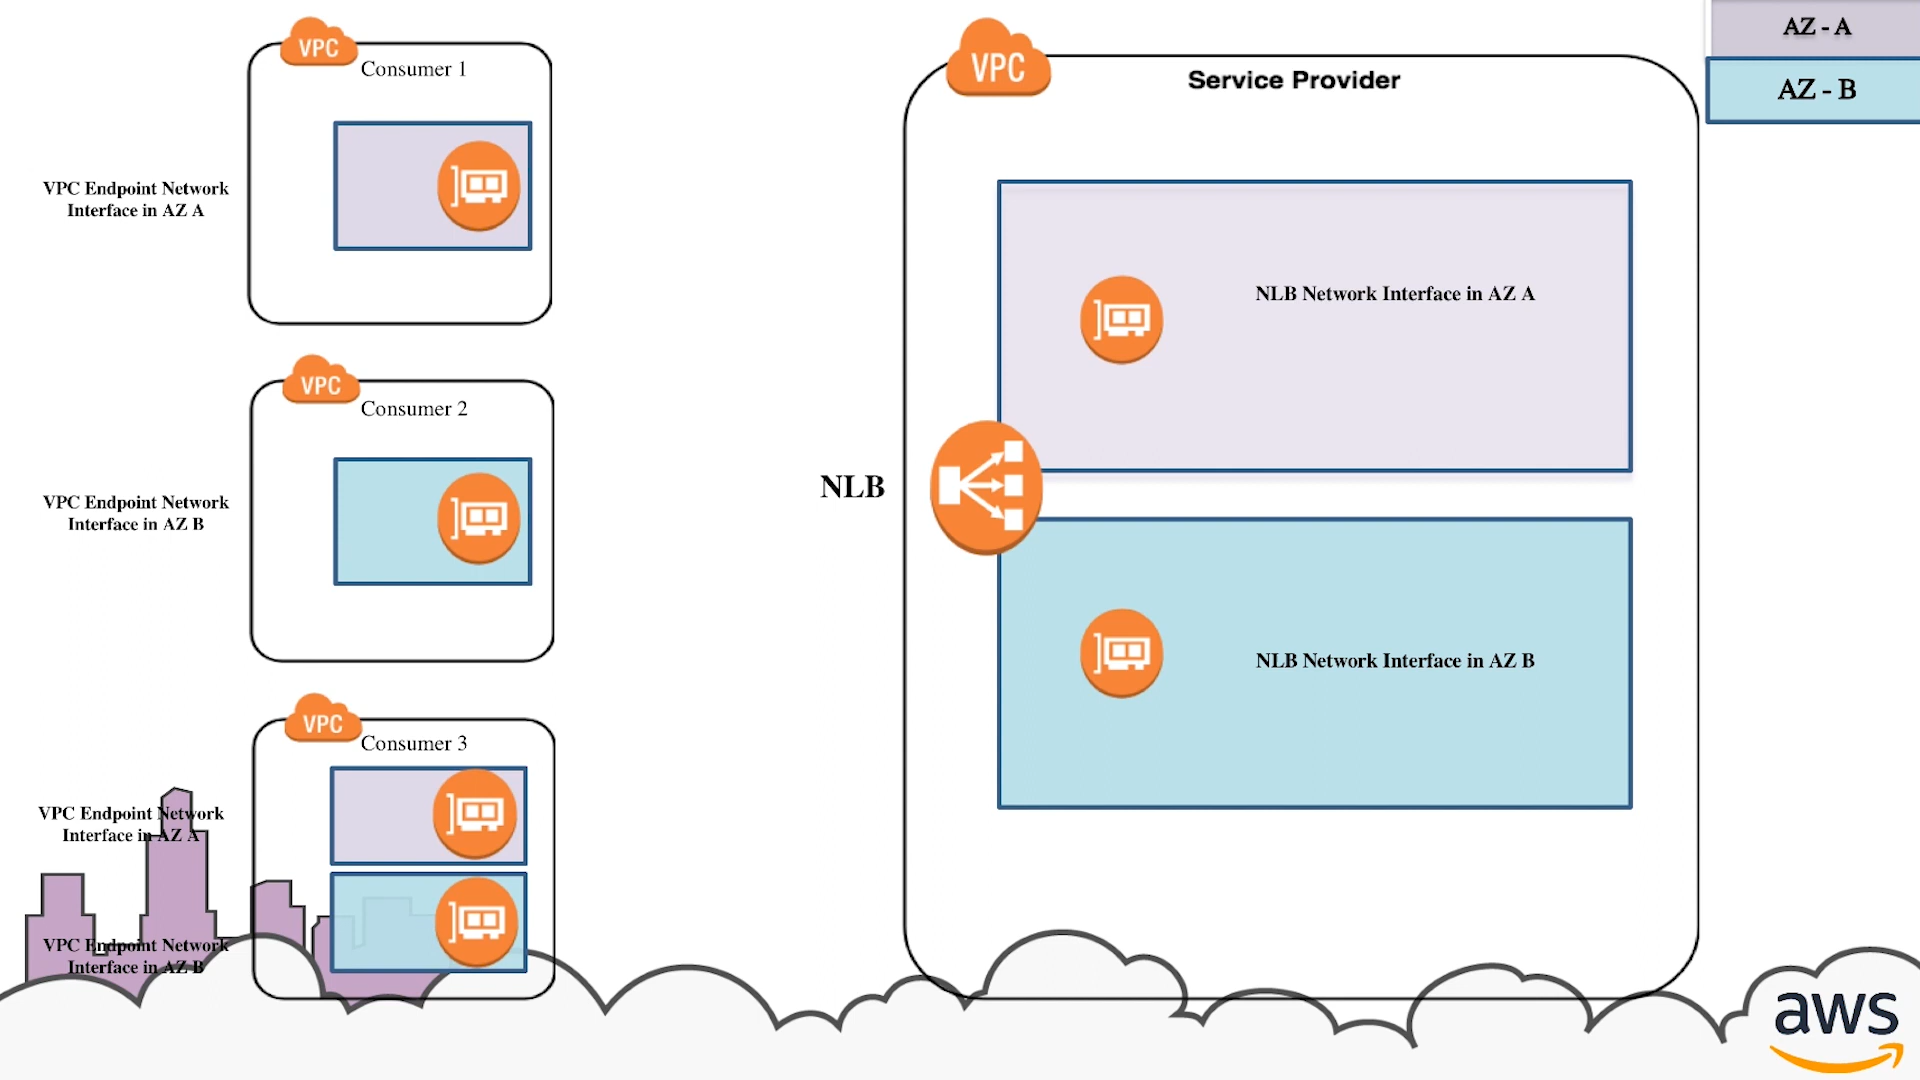 AZ - A
AZ - B
VPC
Consumer 1
VPC Endpoint Network
Interface in AZ A
VPC
Consumer 2
VPC Endpoint Network
Interface in AZ B
VPC
Consumer 3
VPC Endpoint Network
Interface in AZ A
VPC Endpoint Network
Interface in AZ B
VPC
Service Provider
NLB Network Interface in AZ A
NLB
NLB Network Interface in AZ B
aws